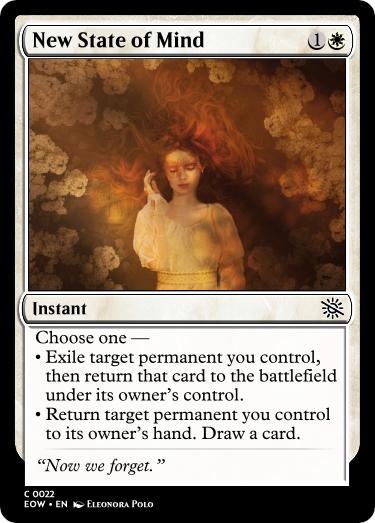 New State of Mind 1
Instant
Choose one —
• Exile target permanent you control,
then return that card to the battlefield
under its owner's control.
• Return target permanent you control
to its owner's hand. Draw a card.
“Now we forget.”
C 0022
EOW • EN Eleonora Polo